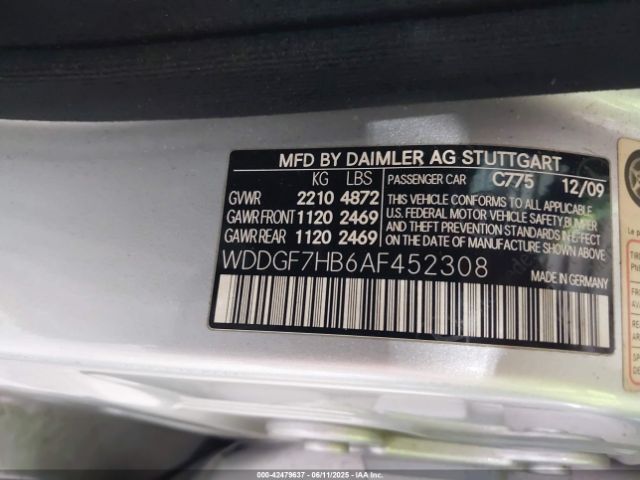 MFD BY DAIMLER AG STUTTGART
KG LBS PASSENGER CAR C775 12/09
GVWR 2210 4872
GAWR FRONT 1120 2469
GAWR REAR 1120 2469
THIS VEHICLE CONFORMS TO ALL APPLICABLE
U.S. FEDERAL MOTOR VEHICLE SAFETY, BUMPER
AND THEFT PREVENTION STANDARDS IN EFFECT
ON THE DATE OF MANUFACTURE SHOWN ABOVE.
WDDGF7HB6AF452308
MADE IN GERMANY
000-42479637 - 06/11/2025 - IAAI.COM